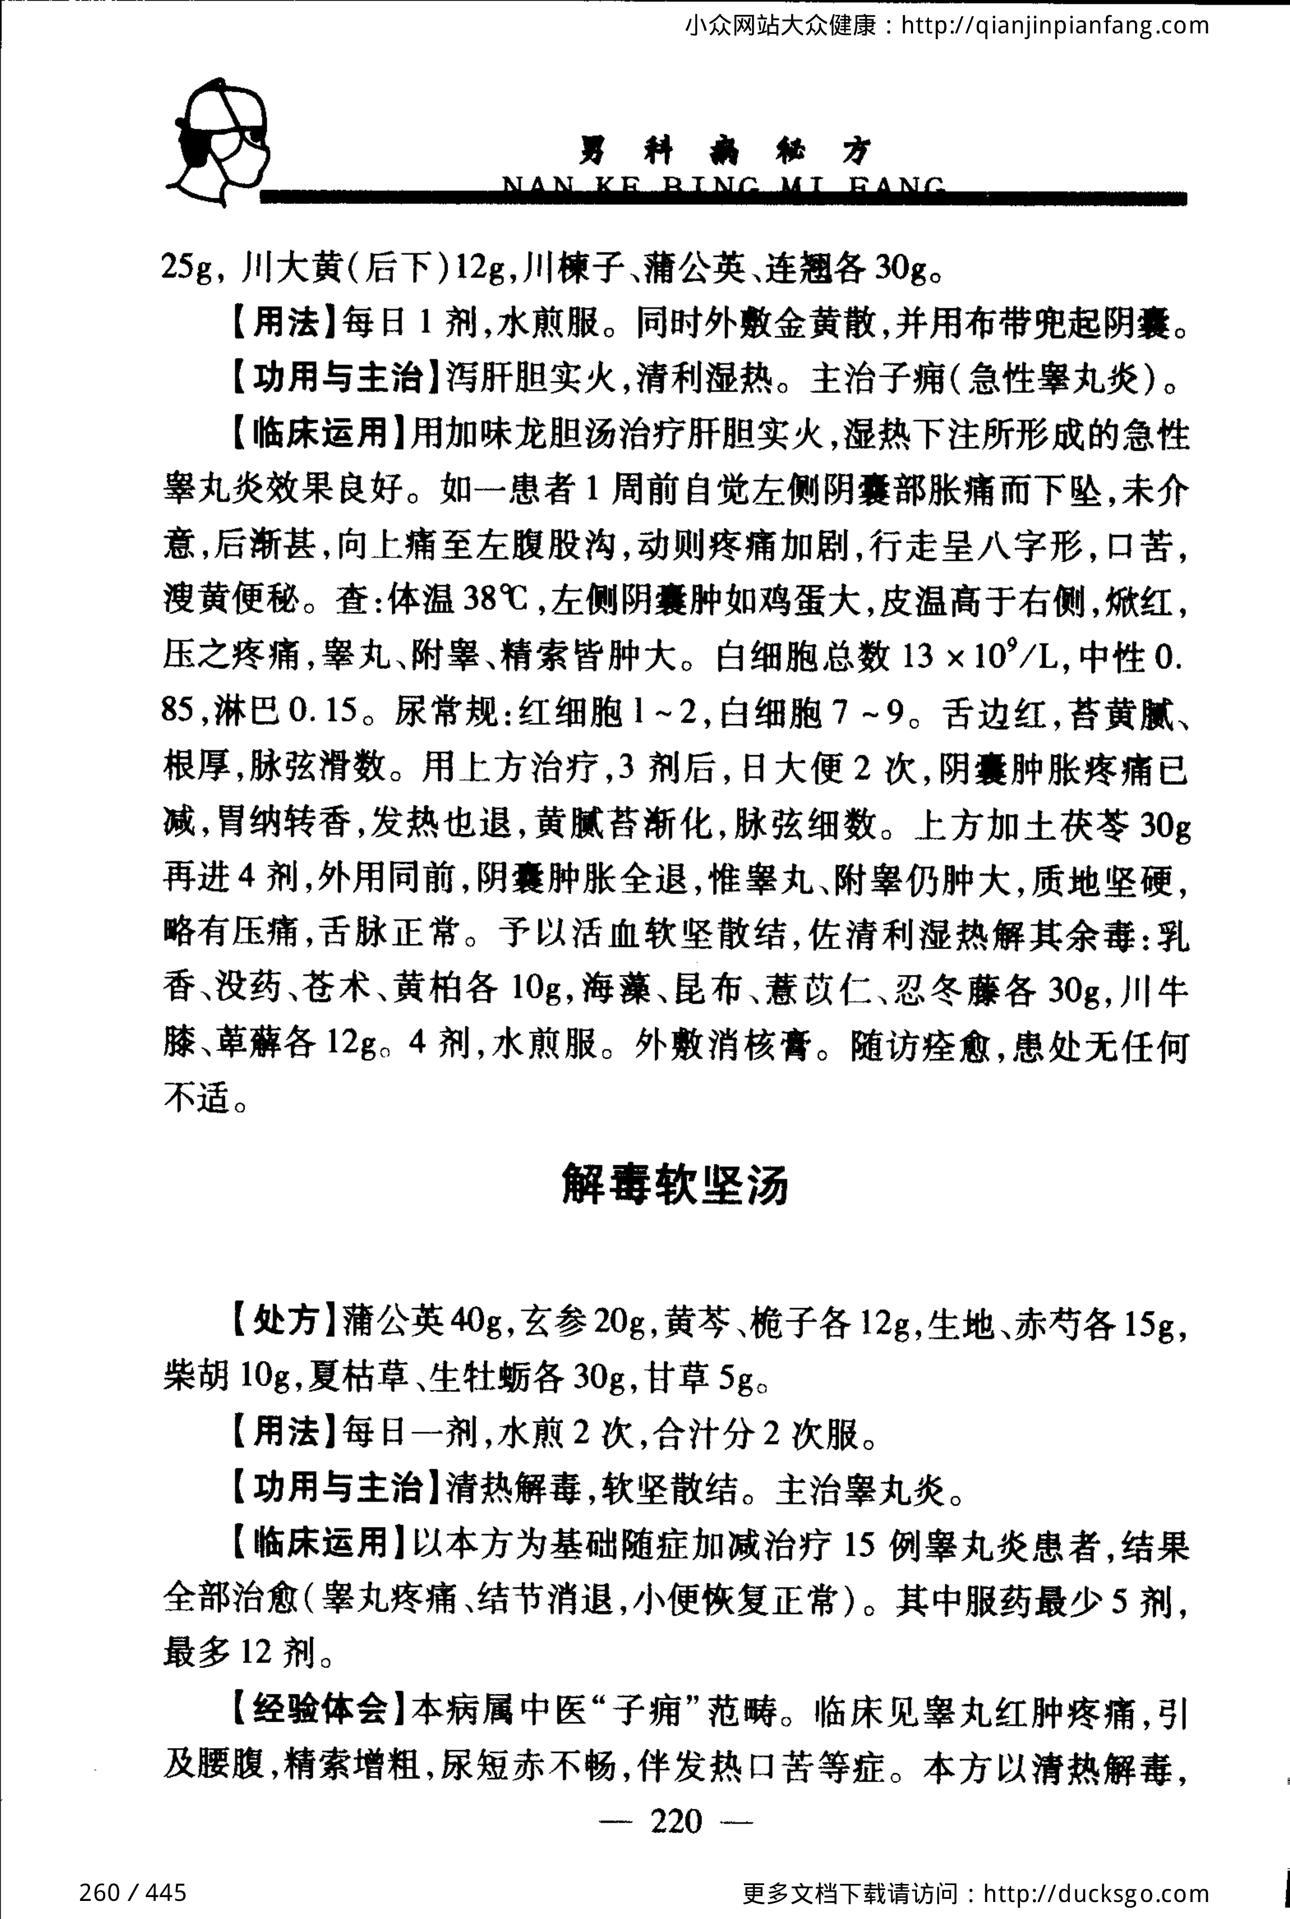 小众网站大众健康：http://qianjinpianfang.com
男科病秘方
NAN KE BING MI FANG
25g, 川大黄(后下)12g,川楝子、蒲公英、连翘各30g。
【用法】每日1剂,水煎服。同时外敷金黄散,并用布带兜起阴囊。
【功用与主治】泻肝胆实火,清利湿热。主治子痈(急性睾丸炎)。
【临床运用】用加味龙胆汤治疗肝胆实火,湿热下注所形成的急性
睾丸炎效果良好。如一患者1周前自觉左侧阴囊部胀痛而下坠,未介
意,后渐甚,向上痛至左腹股沟,动则疼痛加剧,行走呈八字形,口苦,
溲黄便秘。查:体温38℃,左侧阴囊肿如鸡蛋大,皮温高于右侧,焮红,
压之疼痛,睾丸、附睾、精索皆肿大。白细胞总数13×10⁹/L,中性0.
85,淋巴0.15。尿常规:红细胞1~2,白细胞7~9。舌边红,苔黄腻、
根厚,脉弦滑数。用上方治疗,3剂后,日大便2次,阴囊肿胀疼痛已
减,胃纳转香,发热也退,黄腻苔渐化,脉弦细数。上方加土茯苓30g
再进4剂,外用同前,阴囊肿胀全退,惟睾丸、附睾仍肿大,质地坚硬,
略有压痛,舌脉正常。予以活血软坚散结,佐清利湿热解其余毒:乳
香、没药、苍术、黄柏各10g,海藻、昆布、薏苡仁、忍冬藤各30g,川牛
膝、萆薢各12g。4剂,水煎服。外敷消核膏。随访痊愈,患处无任何
不适。
解毒软坚汤
【处方】蒲公英40g,玄参20g,黄芩、桅子各12g,生地、赤芍各15g,
柴胡10g,夏枯草、生牡蛎各30g,甘草5g。
【用法】每日一剂,水煎2次,合汁分2次服。
【功用与主治】清热解毒,软坚散结。主治睾丸炎。
【临床运用】以本方为基础随症加减治疗15例睾丸炎患者,结果
全部治愈(睾丸疼痛、结节消退,小便恢复正常)。其中服药最少5剂,
最多12剂。
【经验体会】本病属中医“子痈”范畴。临床见睾丸红肿疼痛,引
及腰腹,精索增粗,尿短赤不畅,伴发热口苦等症。本方以清热解毒,
— 220 —
260 / 445
更多文档下载请访问：http://ducksgo.com